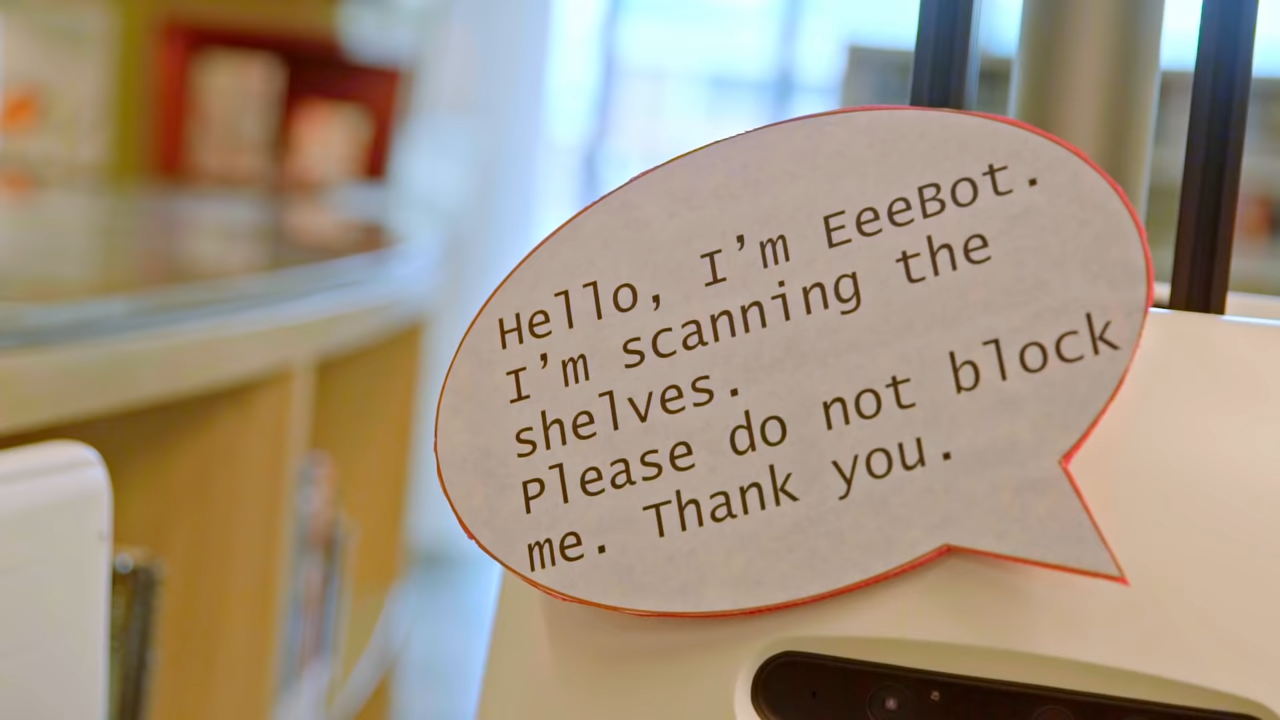 Hello, I’m EeeBot.
I’m scanning the
shelves.
Please do not block
me. Thank you.